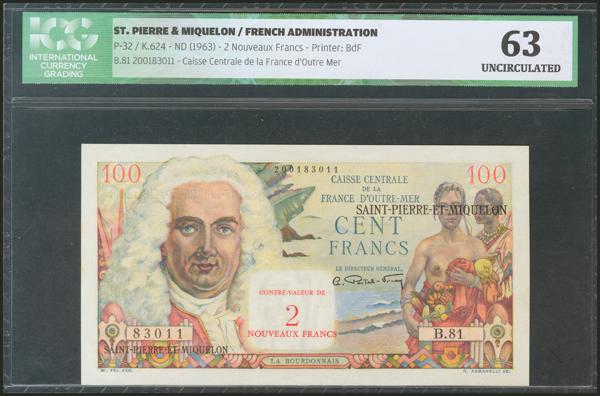 ICG
INTERNATIONAL
CURRENCY
GRADING
ST. PIERRE & MIQUELON / FRENCH ADMINISTRATION
P-32 / K.624 - ND (1963) - 2 Nouveaux Francs - Printer: BdF
B.81 200183011 - Caisse Centrale de la France d'Outre Mer
63
UNCIRCULATED
100
200183011
100
CAISSE CENTRALE
DE LA
FRANCE D'OUTRE-MER
SAINT-PIERRE-ET-MIQUELON
CENT
FRANCS
LE DIRECTEUR GÉNÉRAL,
CONTRE-VALEUR DE
2
NOUVEAUX FRANCS
83011
B.81
SAINT-PIERRE-ET-MIQUELON
LA BOURDONNAIS